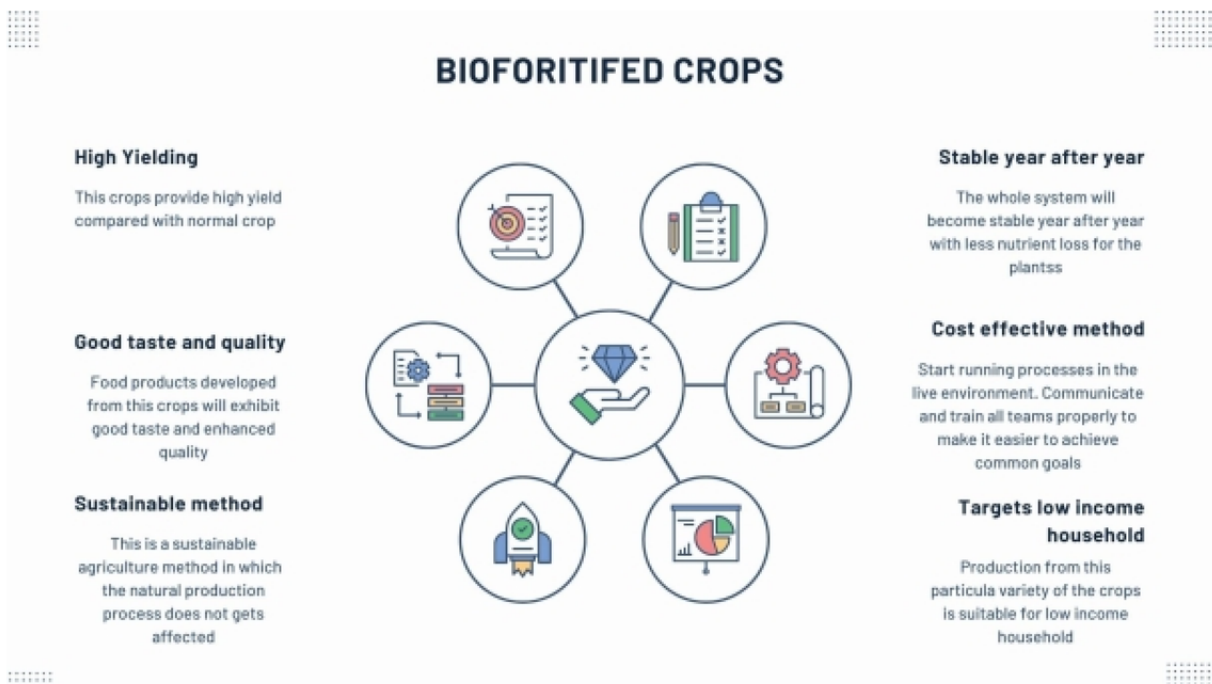 BIOFORITIFED CROPS
High Yielding
This crops provide high yield
compared with normal crop
Good taste and quality
Food products developed
from this crops will exhibit
good taste and enhanced
quality
Sustainable method
This is a sustainable
agriculture method in which
the natural production
process does not gets
affected
Stable year after year
The whole system will
become stable year after year
with less nutrient loss for the
plantss
Cost effective method
Start running processes in the
live environment. Communicate
and train all teams properly to
make it easier to achieve
common goals
Targets low income
household
Production from this
particula variety of the crops
is suitable for low income
household